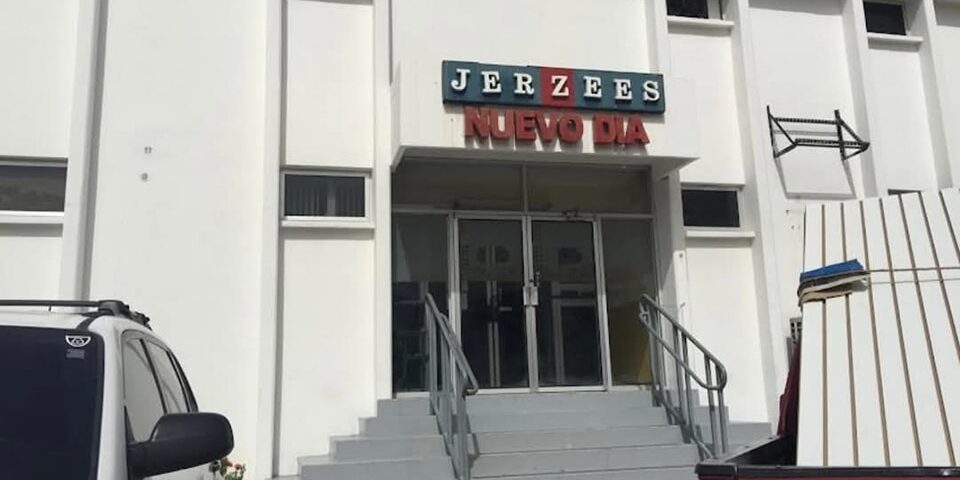 JERZEES
NUEVO DIA